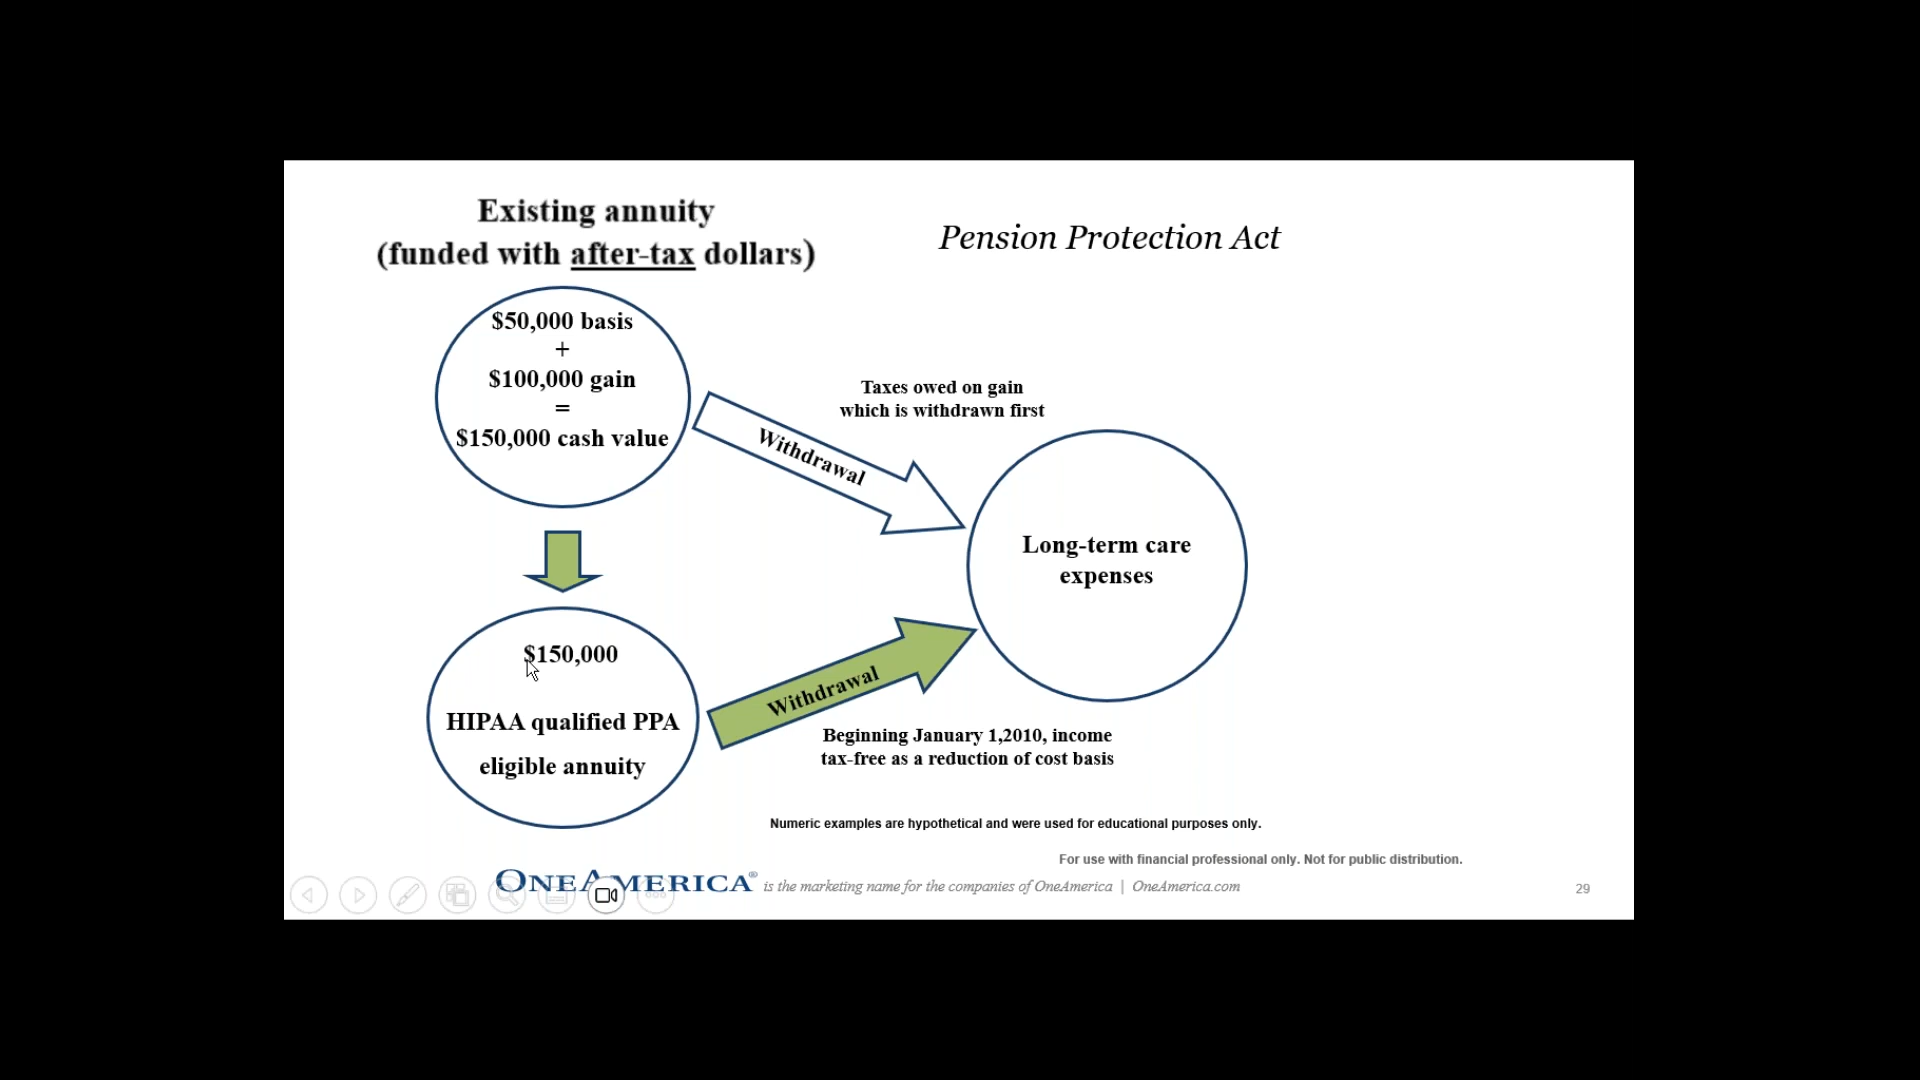 Existing annuity
(funded with after-tax dollars)
Pension Protection Act
$50,000 basis
+
$100,000 gain
=
$150,000 cash value
Taxes owed on gain
which is withdrawn first
Withdrawal
Long-term care
expenses
$150,000
HIPAA qualified PPA
eligible annuity
Withdrawal
Beginning January 1,2010, income
tax-free as a reduction of cost basis
Numeric examples are hypothetical and were used for educational purposes only.
For use with financial professional only. Not for public distribution.
ONEAMERICA® is the marketing name for the companies of OneAmerica | OneAmerica.com
29